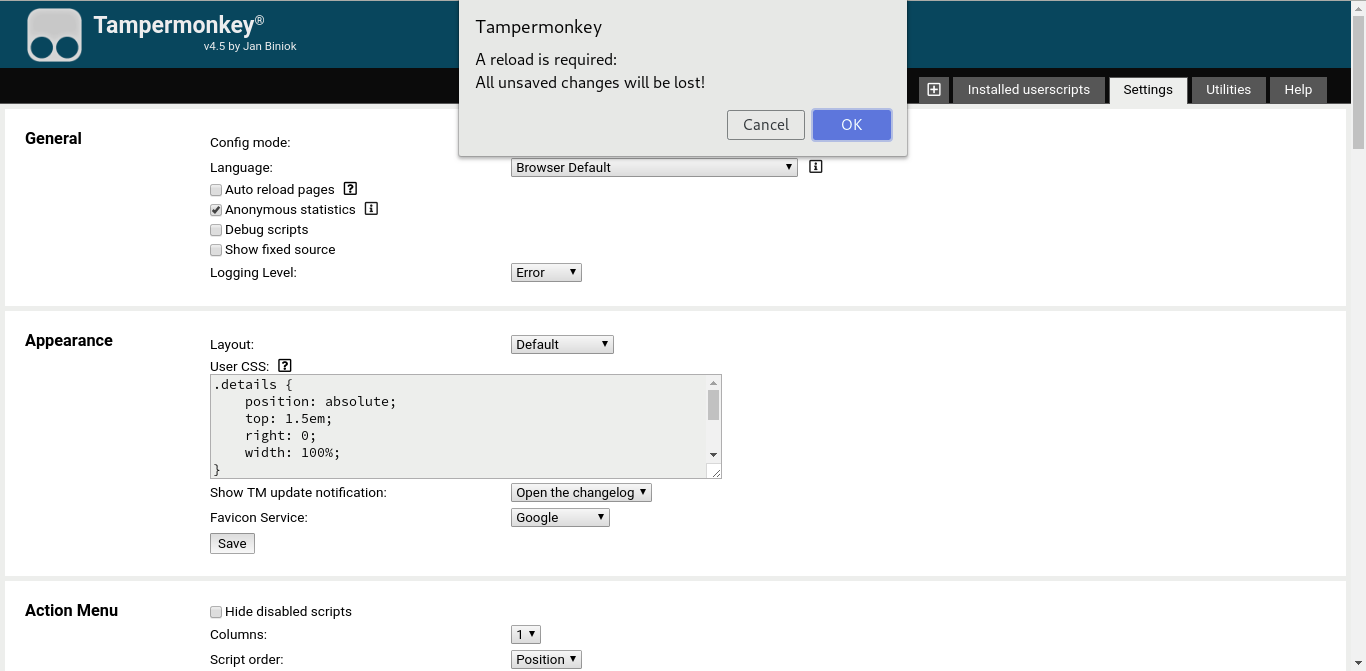 Tampermonkey®
v4.5 by Jan Biniok
Tampermonkey
A reload is required:
All unsaved changes will be lost!
Cancel
OK
Installed userscripts
Settings
Utilities
Help
General
Config mode:
Language:
Browser Default
Auto reload pages
Anonymous statistics
Debug scripts
Show fixed source
Logging Level:
Error
Appearance
Layout:
Default
User CSS:
.details {
    position: absolute;
    top: 1.5em;
    right: 0;
    width: 100%;
}
Show TM update notification:
Open the changelog
Favicon Service:
Google
Save
Action Menu
Hide disabled scripts
Columns:
1
Script order:
Position